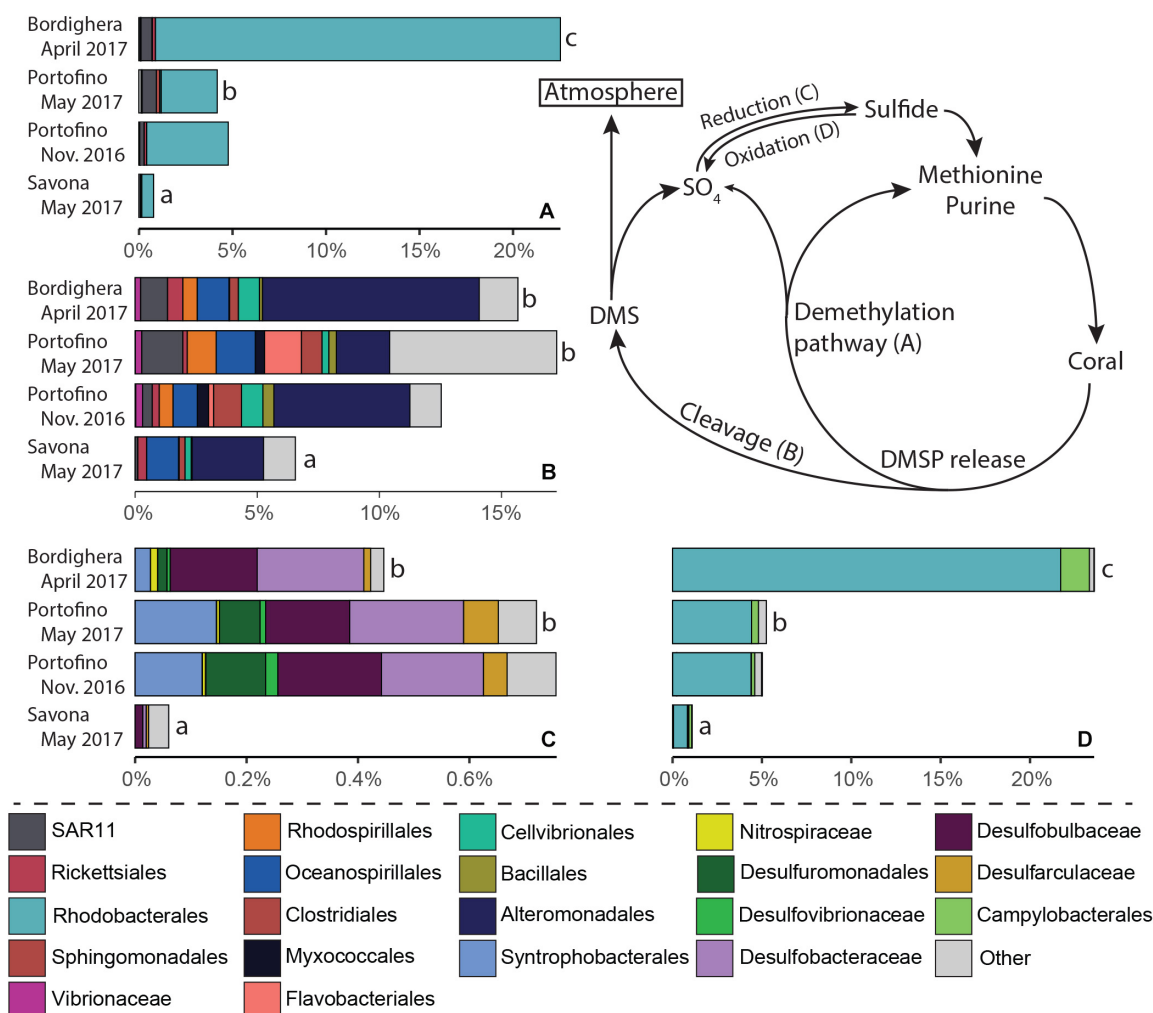 Bordighera
April 2017
c
Portofino
May 2017
b
Portofino
Nov. 2016
Savona
May 2017
a
A
0% 5% 10% 15% 20%
Bordighera
April 2017
b
Portofino
May 2017
b
Portofino
Nov. 2016
Savona
May 2017
a
B
0% 5% 10% 15%
Atmosphere
Reduction (C)
Sulfide
Oxidation (D)
SO4
Methionine
Purine
DMS
Demethylation
pathway (A)
Coral
Cleavage (B)
DMSP release
Bordighera
April 2017
b
Portofino
May 2017
b
Portofino
Nov. 2016
Savona
May 2017
a
C
0% 0.2% 0.4% 0.6%
c
b
a
D
0% 5% 10% 15% 20%
SAR11
Rhodospirillales
Cellvibrionales
Nitrospiraceae
Desulfobulbaceae
Rickettsiales
Oceanospirillales
Bacillales
Desulfuromonadales
Desulfarculaceae
Rhodobacterales
Clostridiales
Alteromonadales
Desulfovibrionaceae
Campylobacterales
Sphingomonadales
Myxococcales
Syntrophobacterales
Desulfobacteraceae
Other
Vibrionaceae
Flavobacteriales